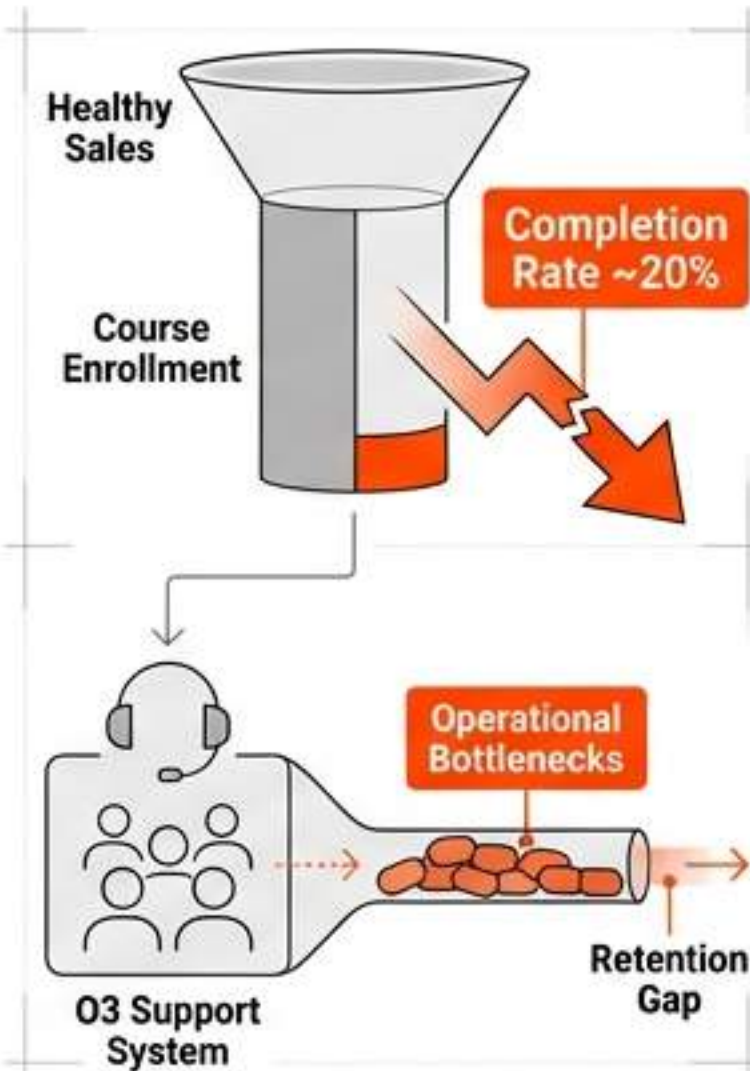 Healthy
Sales
Completion
Rate ~20%
Course
Enrollment
Operational
Bottlenecks
Retention
Gap
O3 Support
System